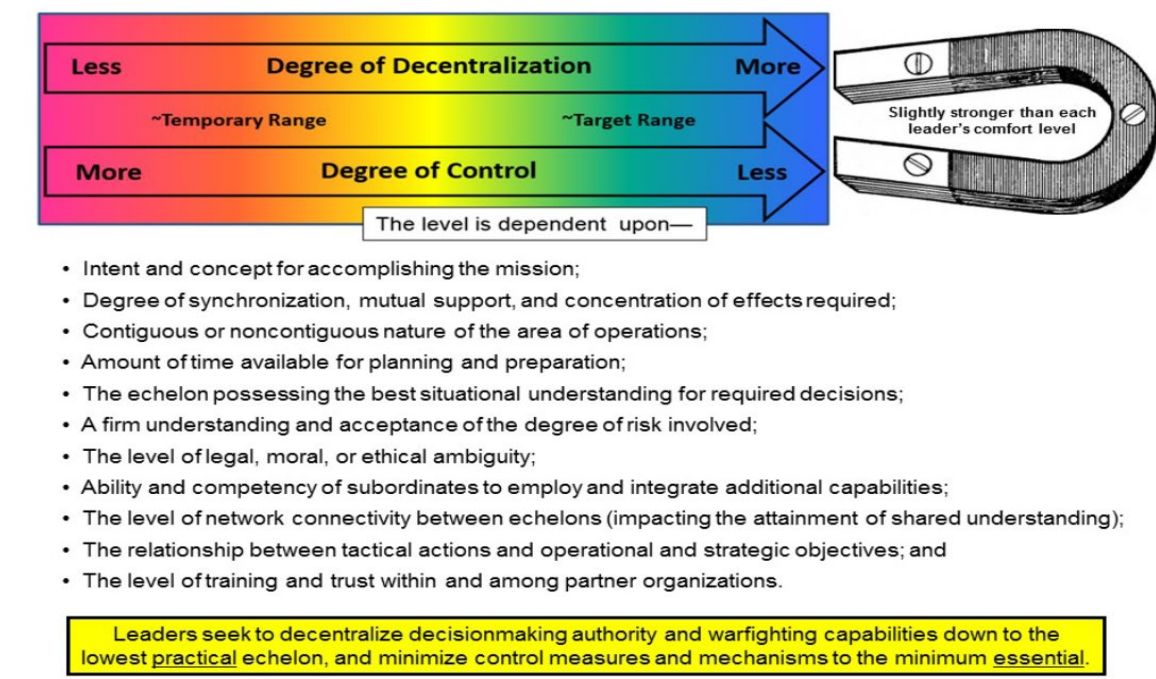 Less Degree of Decentralization More
~Temporary Range ~Target Range
More Degree of Control Less
Slightly stronger than each
leader's comfort level
The level is dependent upon—
• Intent and concept for accomplishing the mission;
• Degree of synchronization, mutual support, and concentration of effects required;
• Contiguous or noncontiguous nature of the area of operations;
• Amount of time available for planning and preparation;
• The echelon possessing the best situational understanding for required decisions;
• A firm understanding and acceptance of the degree of risk involved;
• The level of legal, moral, or ethical ambiguity;
• Ability and competency of subordinates to employ and integrate additional capabilities;
• The level of network connectivity between echelons (impacting the attainment of shared understanding);
• The relationship between tactical actions and operational and strategic objectives; and
• The level of training and trust within and among partner organizations.
Leaders seek to decentralize decisionmaking authority and warfighting capabilities down to the
lowest practical echelon, and minimize control measures and mechanisms to the minimum essential.